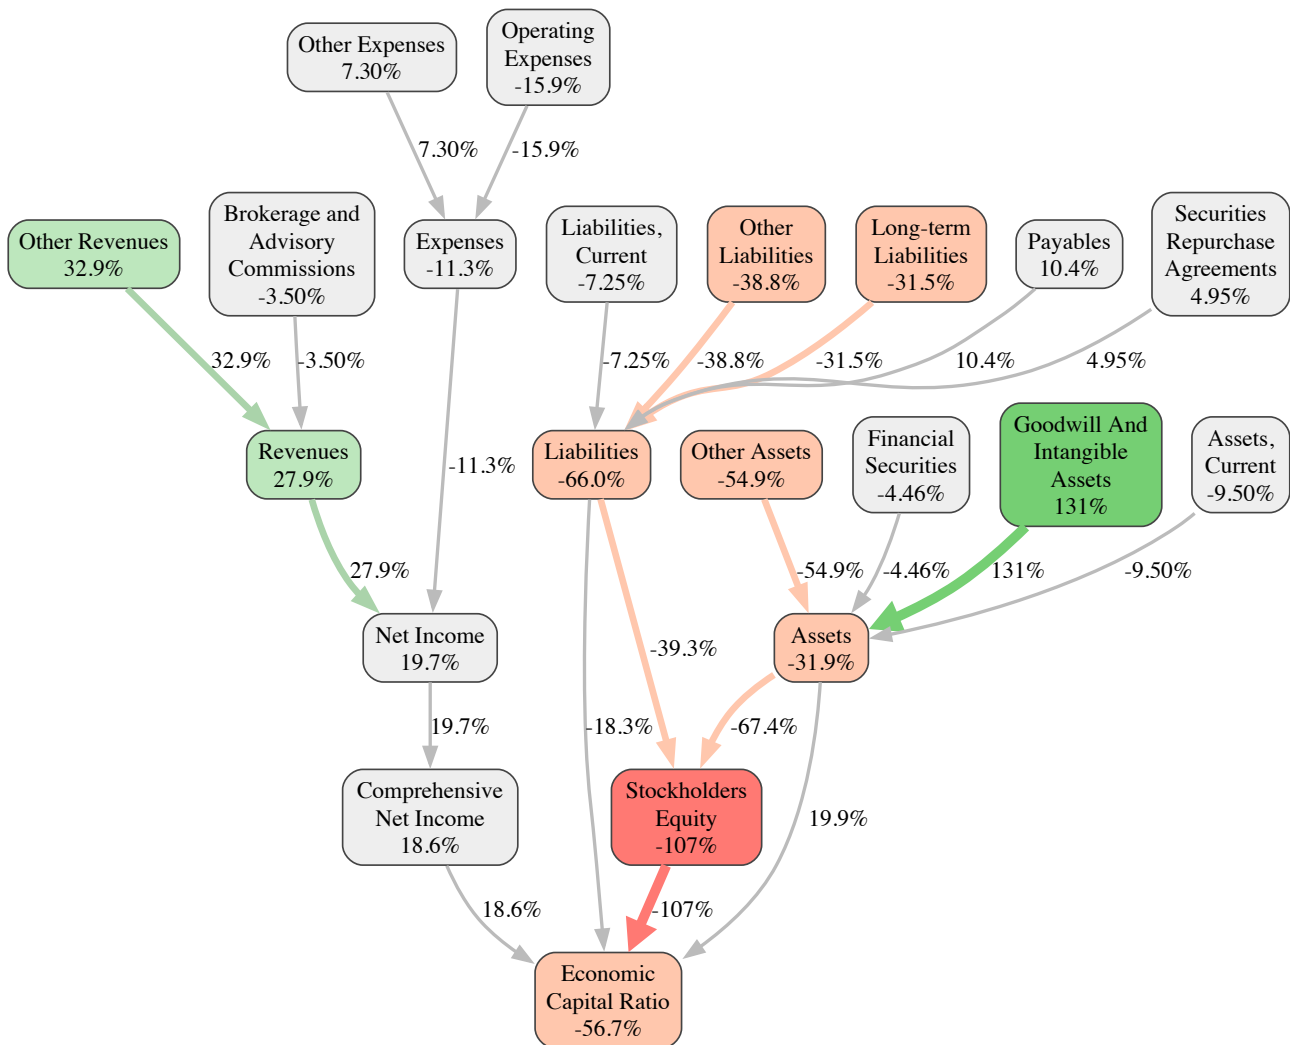 Other Expenses
7.30%
Operating
Expenses
-15.9%
7.30%
-15.9%
Other Revenues
32.9%
Brokerage and
Advisory
Commissions
-3.50%
Expenses
-11.3%
Liabilities,
Current
-7.25%
Other
Liabilities
-38.8%
Long-term
Liabilities
-31.5%
Payables
10.4%
Securities
Repurchase
Agreements
4.95%
32.9%
-3.50%
-7.25%
-38.8%
-31.5%
10.4%
4.95%
Revenues
27.9%
-11.3%
Liabilities
-66.0%
Other Assets
-54.9%
Financial
Securities
-4.46%
Goodwill And
Intangible
Assets
131%
Assets,
Current
-9.50%
27.9%
-54.9%
-4.46%
131%
-9.50%
Net Income
19.7%
-39.3%
Assets
-31.9%
19.7%
-18.3%
-67.4%
Comprehensive
Net Income
18.6%
Stockholders
Equity
-107%
19.9%
18.6%
-107%
Economic
Capital Ratio
-56.7%